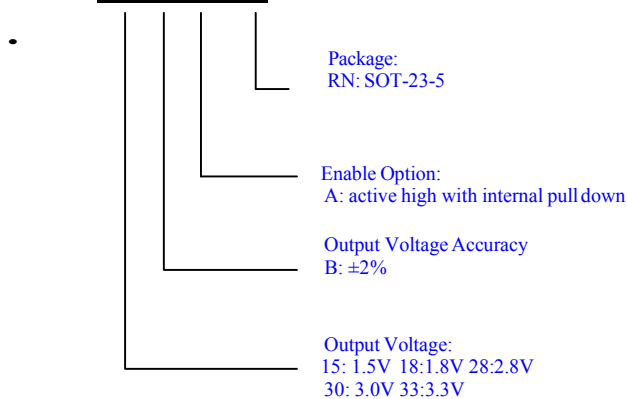 Package:
RN: SOT-23-5
Enable Option:
A: active high with internal pull down
Output Voltage Accuracy
B: ±2%
Output Voltage:
15: 1.5V 18:1.8V 28:2.8V
30: 3.0V 33:3.3V